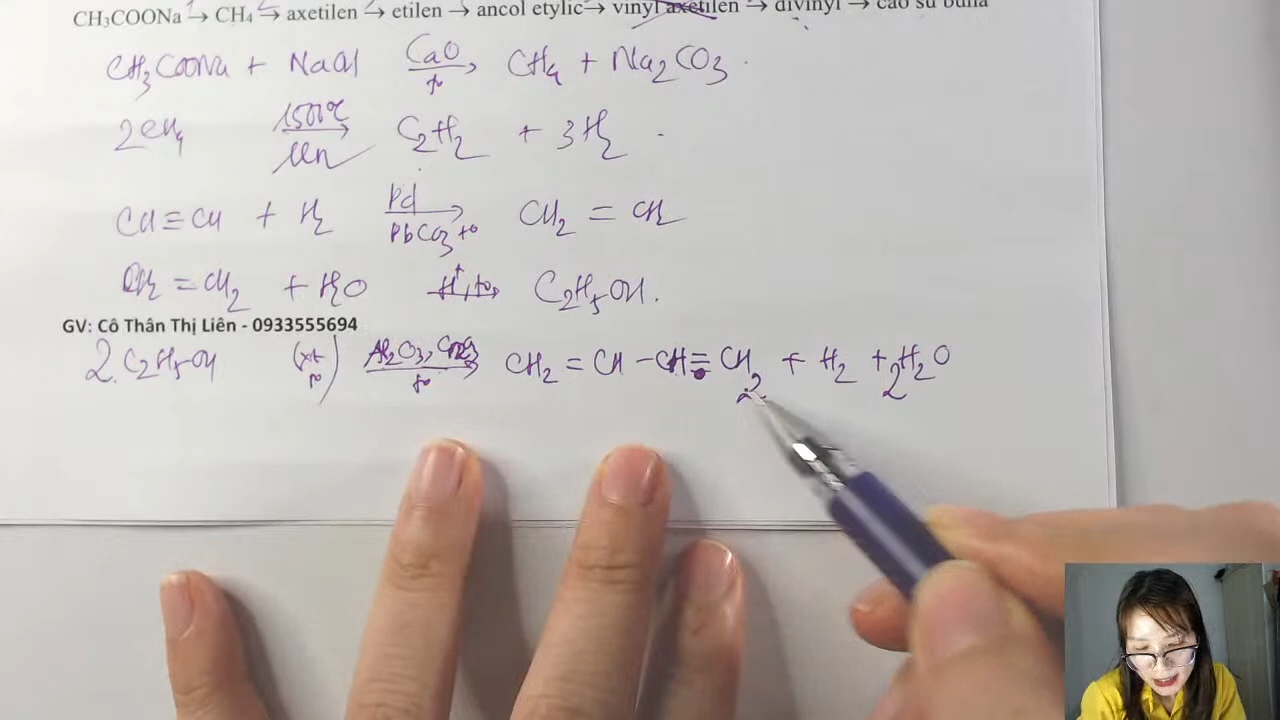 CH₃COONa → CH₄ → axetilen → etilen → ancol etylic → vinyl axetilen → divinyl → cao su buna
CH₃COONa + NaOH CaO t° → CH₄ + Na₂CO₃.
2CH₄ 1500°C lln → C₂H₂ + 3H₂.
CH≡CH + H₂ Pd PbCO₃ t° → CH₂ = CH₂
CH₂ = CH₂ + H₂O H⁺, t° → C₂H₅OH.
GV: Cô Thân Thị Liên - 0933555694
2. C₂H₅OH (xt t°) Al₂O₃, t° → CH₂ = CH - CH = CH₂ + H₂ + 2H₂O